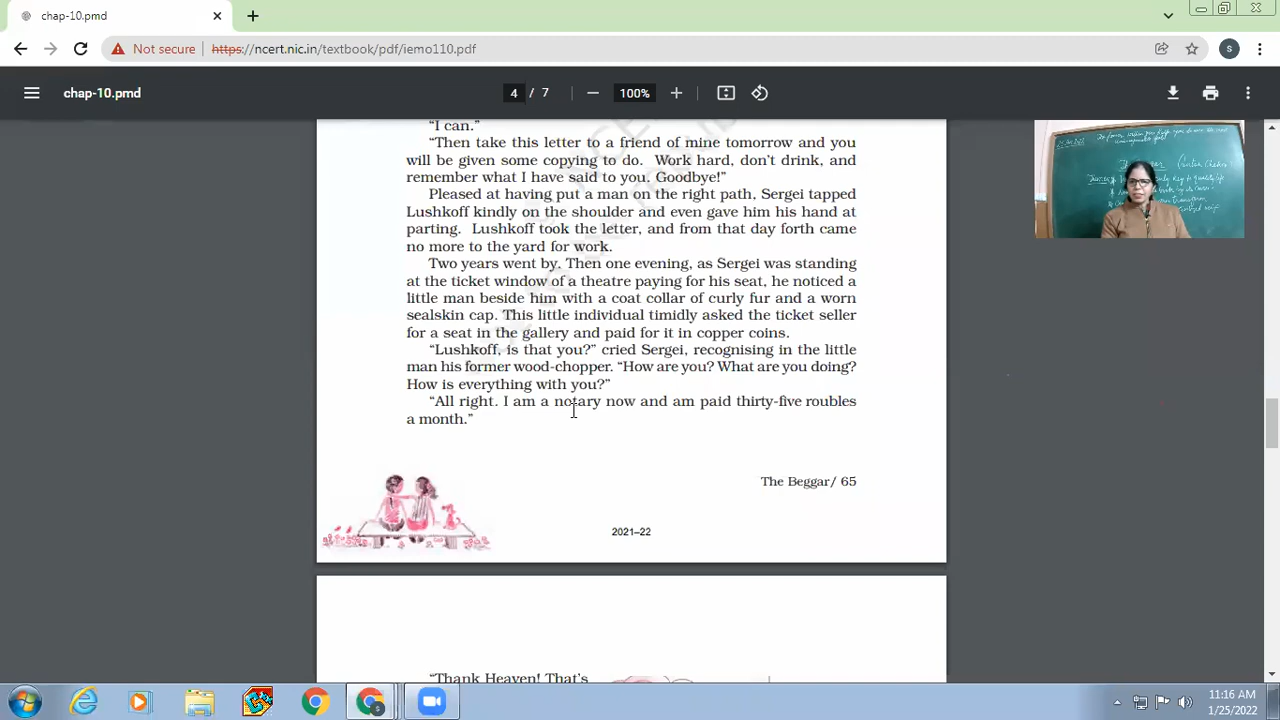 chap-10.pmd
Not secure
https://ncert.nic.in/textbook/pdf/iemo110.pdf
S
chap-10.pmd
4 / 7
100%
“I can.”
“Then take this letter to a friend of mine tomorrow and you
will be given some copying to do. Work hard, don’t drink, and
remember what I have said to you. Goodbye!”
Pleased at having put a man on the right path, Sergei tapped
Lushkoff kindly on the shoulder and even gave him his hand at
parting. Lushkoff took the letter, and from that day forth came
no more to the yard for work.
Two years went by. Then one evening, as Sergei was standing
at the ticket window of a theatre paying for his seat, he noticed a
little man beside him with a coat collar of curly fur and a worn
sealskin cap. This little individual timidly asked the ticket seller
for a seat in the gallery and paid for it in copper coins.
“Lushkoff, is that you?” cried Sergei, recognising in the little
man his former wood-chopper. “How are you? What are you doing?
How is everything with you?”
“All right. I am a notary now and am paid thirty-five roubles
a month.”
The Beggar/ 65
2021–22
“Thank Heaven! That’s
11:16 AM
1/25/2022